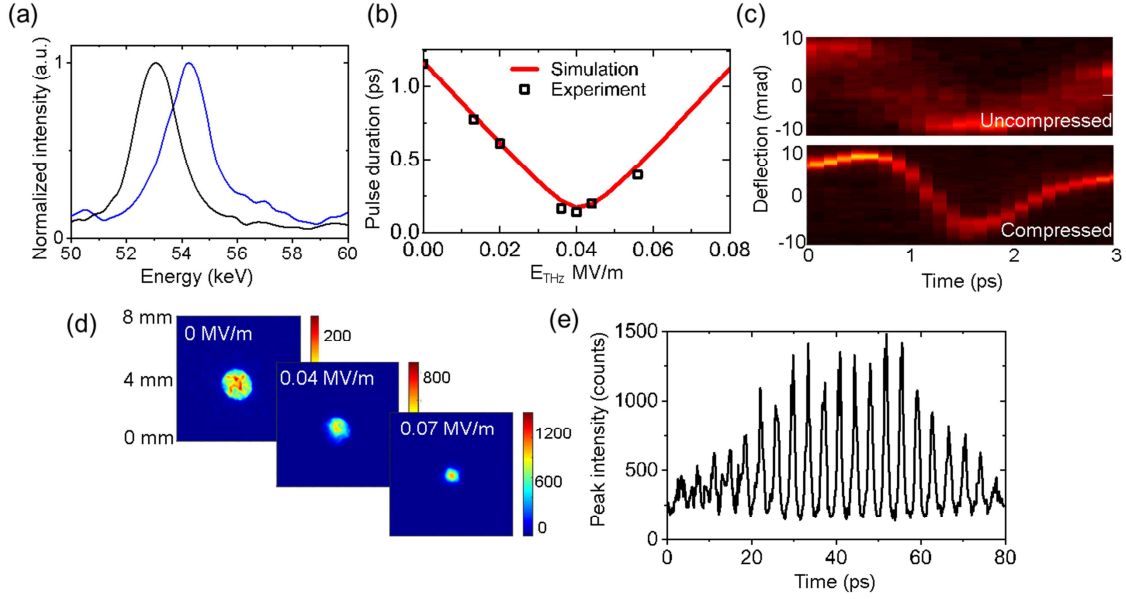 (a)
Normalized intensity (a.u.)
1
0
50 52 54 56 58 60
Energy (keV)
(b)
Pulse duration (ps)
1.0
0.5
0.0
Simulation
Experiment
0.00 0.02 0.04 0.06 0.08
E_THz MV/m
(c)
Deflection (mrad)
10
0
-10
Uncompressed
10
0
-10
Compressed
0 1 2 3
Time (ps)
(d)
8 mm
4 mm
0 mm
0 MV/m
200
0.04 MV/m
800
0.07 MV/m
1200
600
0
(e)
Peak intensity (counts)
1500
1000
500
0
0 20 40 60 80
Time (ps)